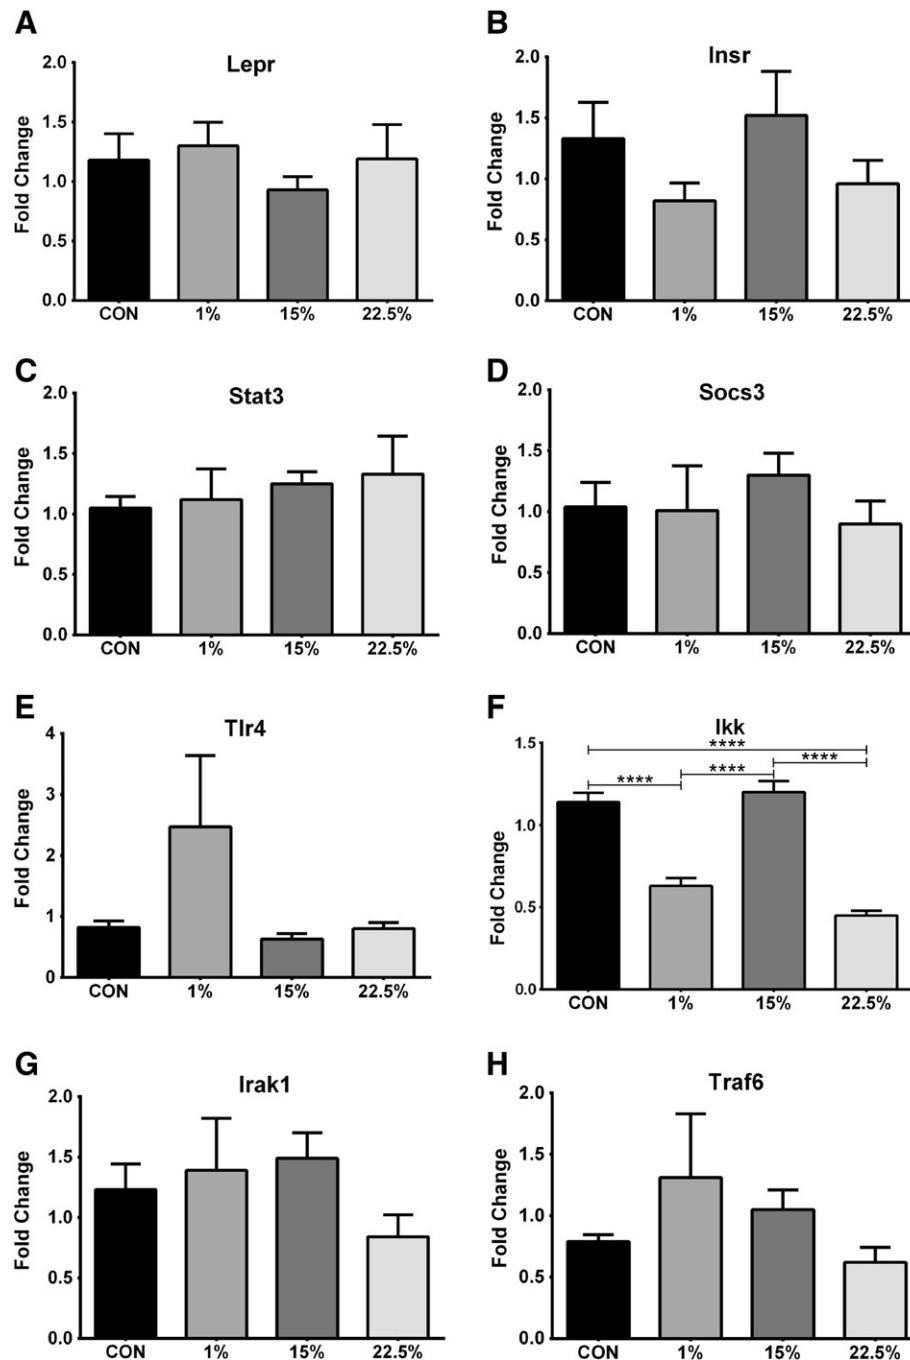 A
Lepr
2.0
1.5
1.0
0.5
0.0
Fold Change
CON 1% 15% 22.5%
B
Insr
2.0
1.5
1.0
0.5
0.0
Fold Change
CON 1% 15% 22.5%
C
Stat3
2.0
1.5
1.0
0.5
0.0
Fold Change
CON 1% 15% 22.5%
D
Socs3
2.0
1.5
1.0
0.5
0.0
Fold Change
CON 1% 15% 22.5%
E
Tlr4
4
3
2
1
0
Fold Change
CON 1% 15% 22.5%
F
Ikk
****
**** **** ****
1.5
1.0
0.5
0.0
Fold Change
CON 1% 15% 22.5%
G
Irak1
2.0
1.5
1.0
0.5
0.0
Fold Change
CON 1% 15% 22.5%
H
Traf6
2.0
1.5
1.0
0.5
0.0
Fold Change
CON 1% 15% 22.5%